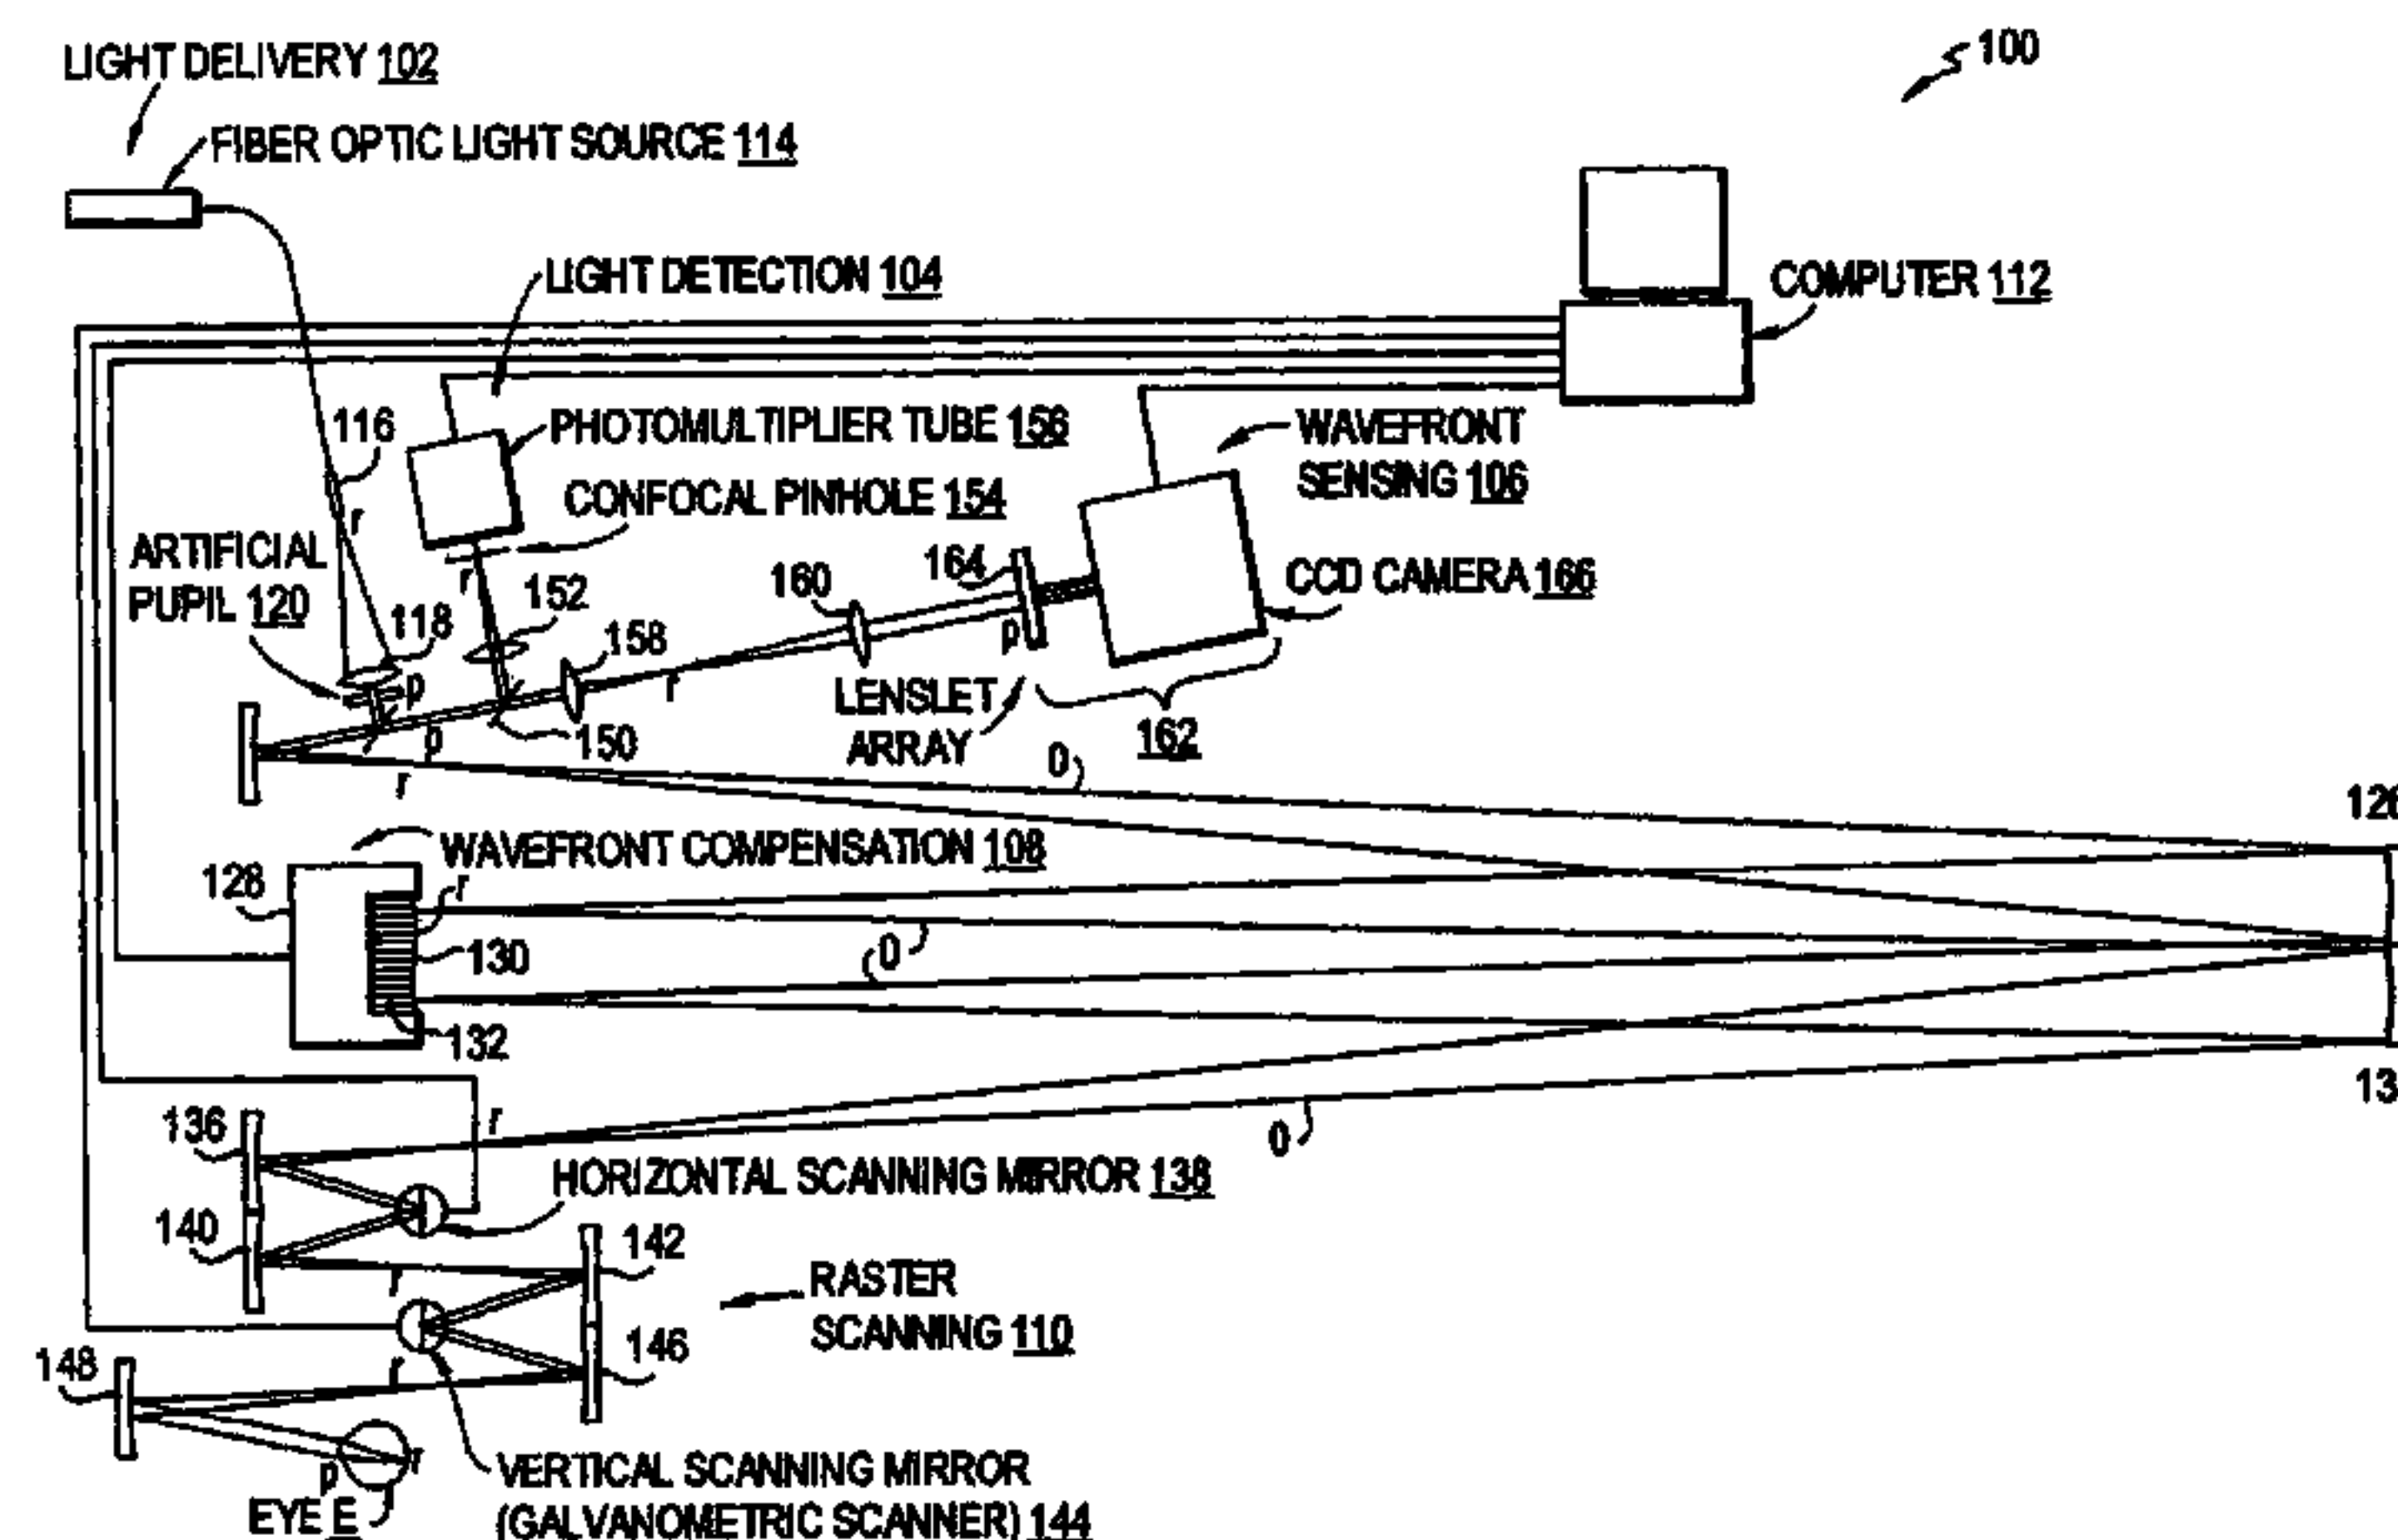 LIGHT DELIVERY 102
100
FIBER OPTIC LIGHT SOURCE 114
LIGHT DETECTION 104
COMPUTER 112
116
PHOTOMULTIPLIER TUBE 156
WAVEFRONT
SENSING 106
r
CONFOCAL PINHOLE 154
ARTIFICIAL
PUPIL 120
r
164
CCD CAMERA 166
160
152
118
158
p
p
r
LENSLET
ARRAY
162
p
150
0
r
126
WAVEFRONT COMPENSATION 108
128
r
0
130
132
13
136
r
0
HORIZONTAL SCANNING MIRROR 138
140
142
r
RASTER
SCANNING 110
146
148
r
p
r
EYE E
VERTICAL SCANNING MIRROR
(GALVANOMETRIC SCANNER) 144